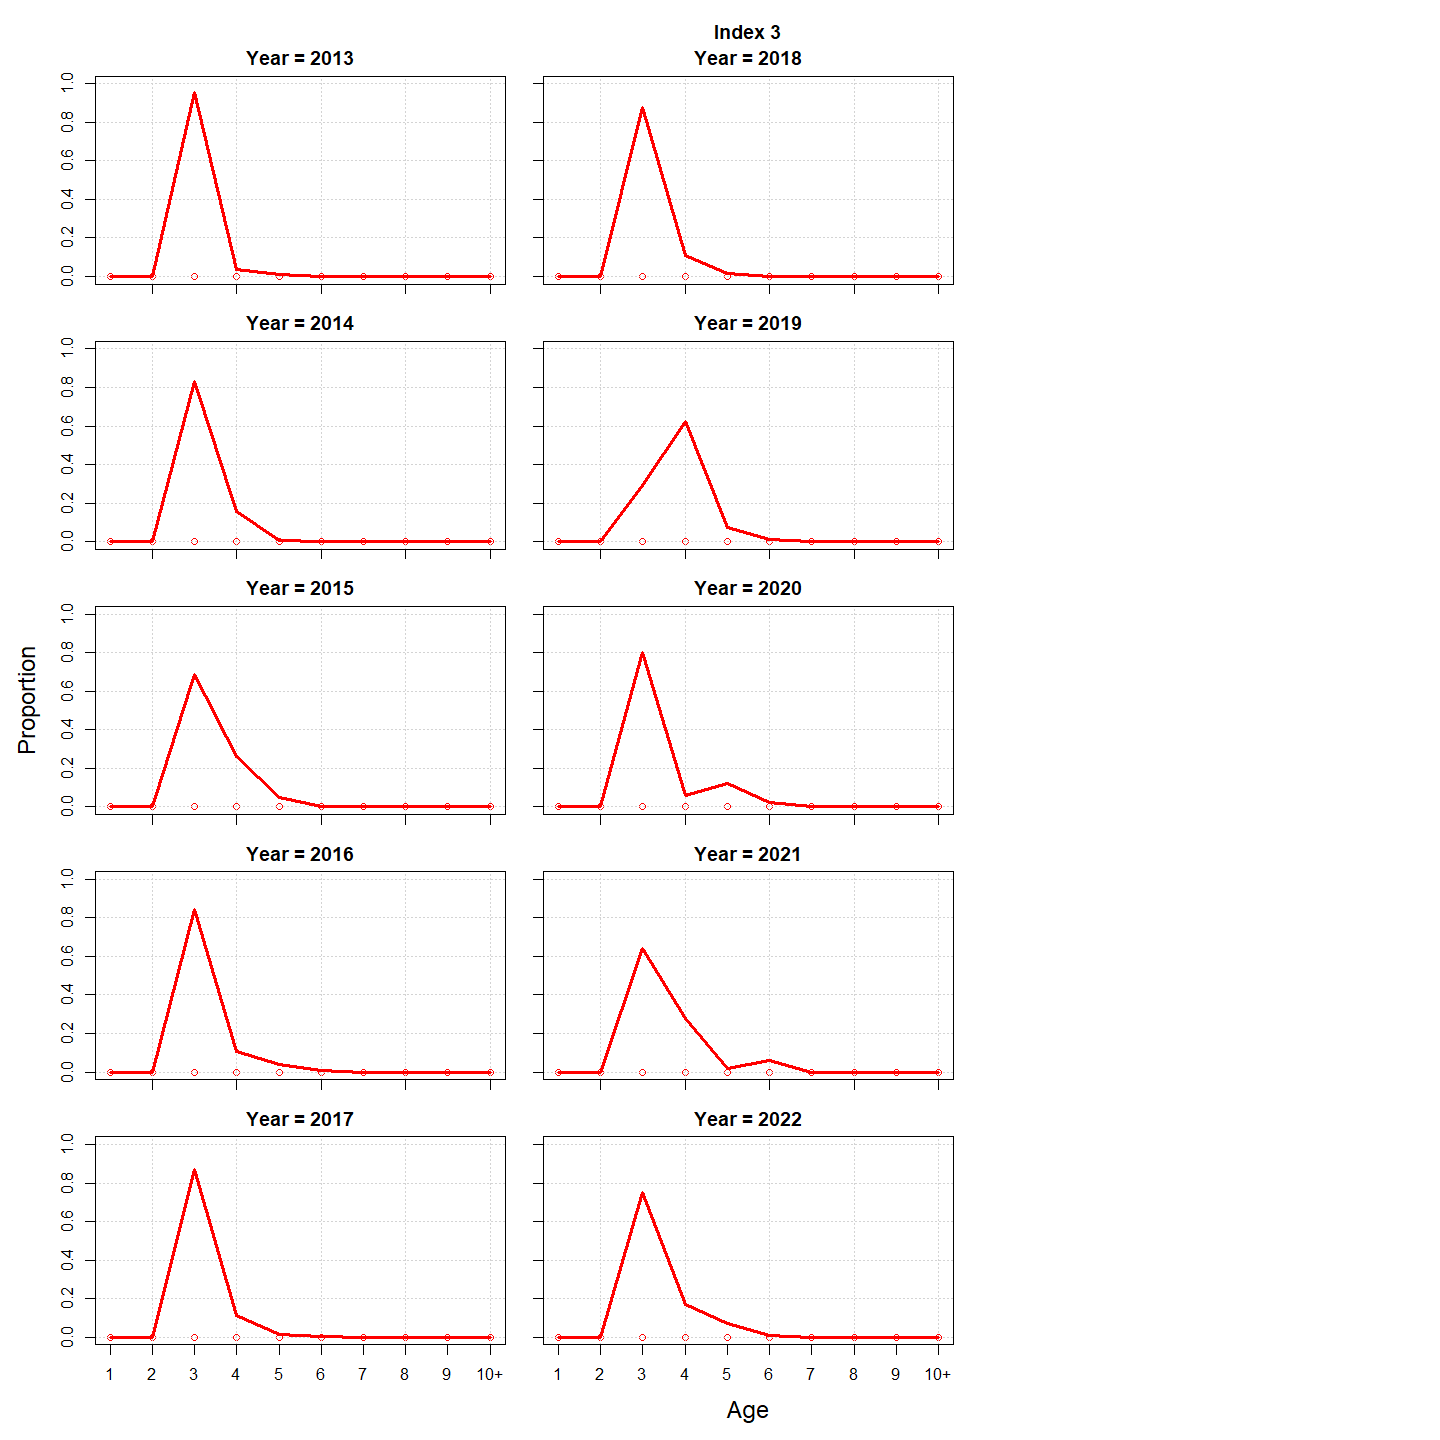 Index 3
Year = 2013
Year = 2018
0.0 0.2 0.4 0.6 0.8 1.0
Year = 2014
Year = 2019
0.0 0.2 0.4 0.6 0.8 1.0
Year = 2015
Year = 2020
0.0 0.2 0.4 0.6 0.8 1.0
Proportion
Year = 2016
Year = 2021
0.0 0.2 0.4 0.6 0.8 1.0
Year = 2017
Year = 2022
0.0 0.2 0.4 0.6 0.8 1.0
1 2 3 4 5 6 7 8 9 10+
1 2 3 4 5 6 7 8 9 10+
Age